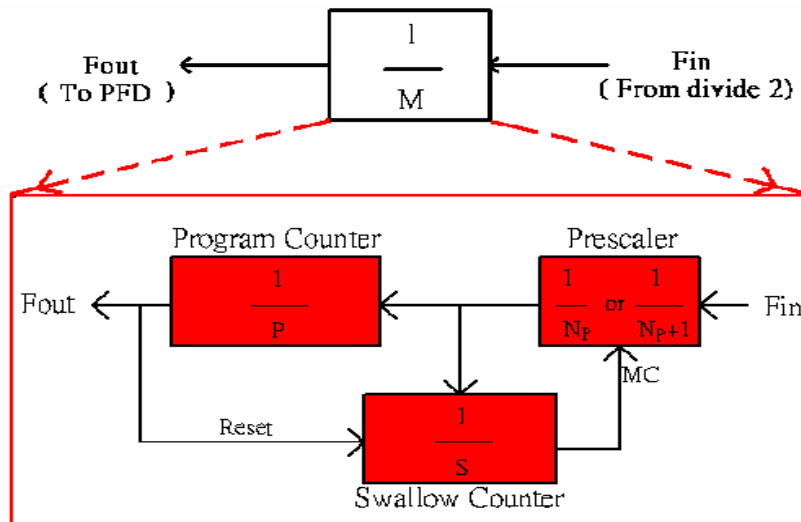 1
M
Fout
( To PFD )
Fin
( From divide 2)
Program Counter
Prescaler
Fout
1
P
1
NP
or
1
NP+1
Fin
MC
Reset
1
S
Swallow Counter